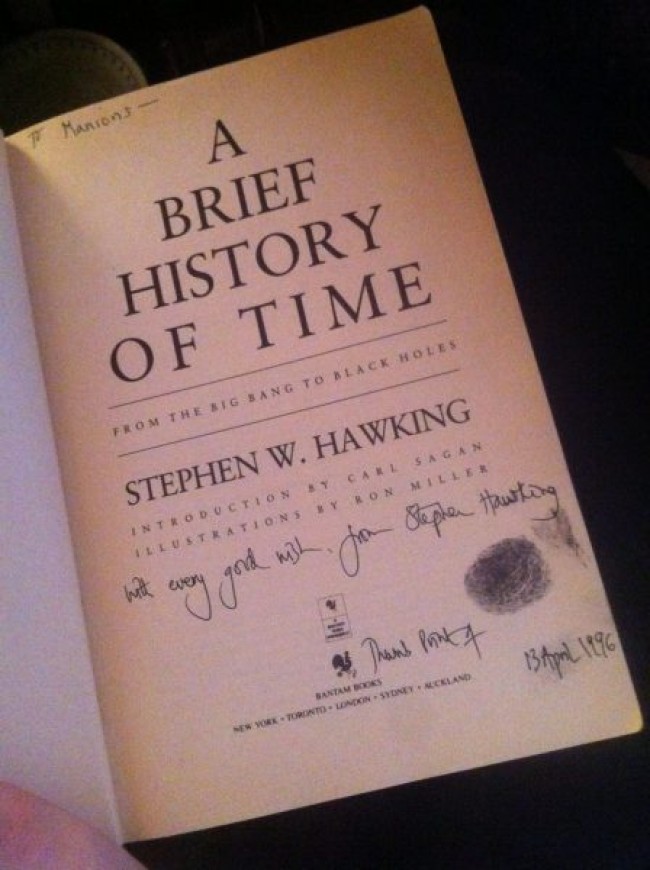 To Marions —
A
BRIEF
HISTORY
OF TIME
FROM THE BIG BANG TO BLACK HOLES
STEPHEN W. HAWKING
INTRODUCTION BY CARL SAGAN
ILLUSTRATIONS BY RON MILLER
With every good wish, from Stephen Hawking
Thumb Print
13 April 1996
BANTAM BOOKS
NEW YORK • TORONTO • LONDON • SYDNEY • AUCKLAND